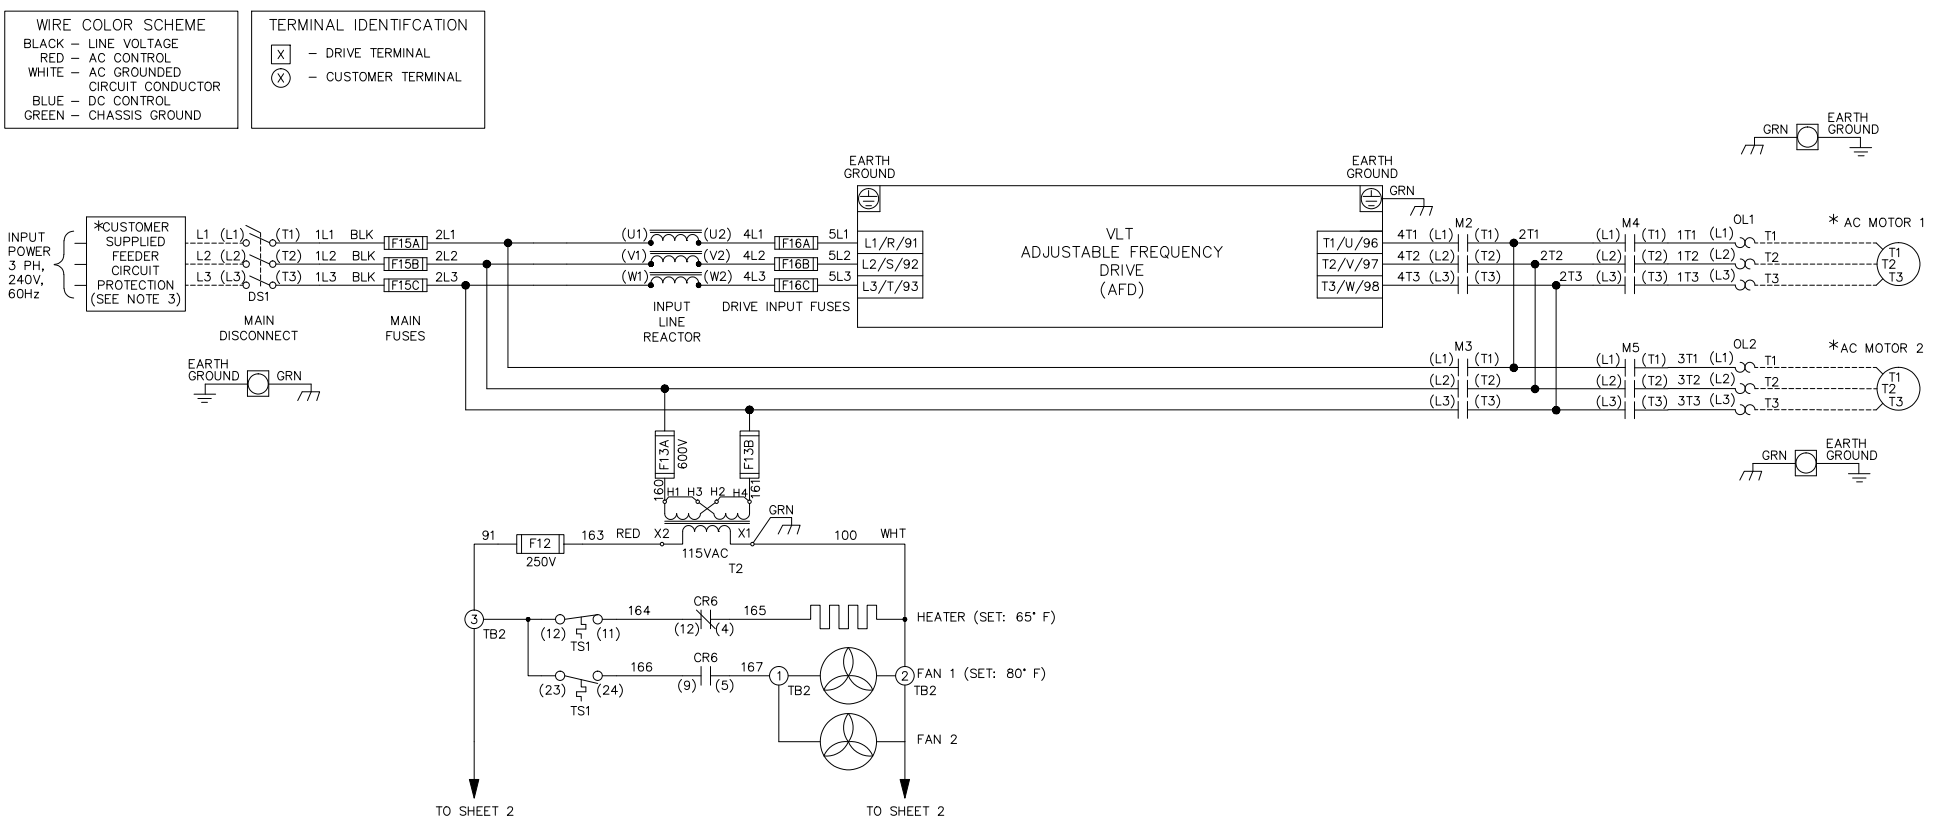 WIRE COLOR SCHEME
BLACK – LINE VOLTAGE
RED – AC CONTROL
WHITE – AC GROUNDED
CIRCUIT CONDUCTOR
BLUE – DC CONTROL
GREEN – CHASSIS GROUND
TERMINAL IDENTIFCATION
X – DRIVE TERMINAL
X – CUSTOMER TERMINAL
INPUT
POWER
3 PH,
240V,
60Hz
*CUSTOMER
SUPPLIED
FEEDER
CIRCUIT
PROTECTION
(SEE NOTE 3)
L1 (L1) (T1) 1L1 BLK F15A 2L1
L2 (L2) (T2) 1L2 BLK F15B 2L2
L3 (L3) (T3) 1L3 BLK F15C 2L3
DS1
MAIN
DISCONNECT
MAIN
FUSES
EARTH
GROUND
GRN
(U1) (U2) 4L1 F16A 5L1
(V1) (V2) 4L2 F16B 5L2
(W1) (W2) 4L3 F16C 5L3
INPUT
LINE
REACTOR
DRIVE INPUT FUSES
EARTH
GROUND
L1/R/91
L2/S/92
L3/T/93
VLT
ADJUSTABLE FREQUENCY
DRIVE
(AFD)
EARTH
GROUND
GRN
T1/U/96
T2/V/97
T3/W/98
M2
4T1 (L1) (T1) 2T1
4T2 (L2) (T2) 2T2
4T3 (L3) (T3) 2T3
M4
(L1) (T1) 1T1 (L1) T1
(L2) (T2) 1T2 (L2) T2
(L3) (T3) 1T3 (L3) T3
OL1
* AC MOTOR 1
T1
T2
T3
GRN
EARTH
GROUND
M3
(L1) (T1)
(L2) (T2)
(L3) (T3)
M5
(L1) (T1) 3T1 (L1) T1
(L2) (T2) 3T2 (L2) T2
(L3) (T3) 3T3 (L3) T3
OL2
*AC MOTOR 2
T1
T2
T3
GRN
EARTH
GROUND
F13A
600V
F13B
160
H1 H3 H2 H4
161
GRN
91 F12 163 RED X2 X1 100 WHT
250V
115VAC
T2
3
TB2
(12) (11)
TS1
164
CR6
(12) (4)
165
HEATER (SET: 65° F)
(23) (24)
TS1
166
CR6
(9) (5)
167
1
TB2
2
TB2
FAN 1 (SET: 80° F)
FAN 2
TO SHEET 2
TO SHEET 2